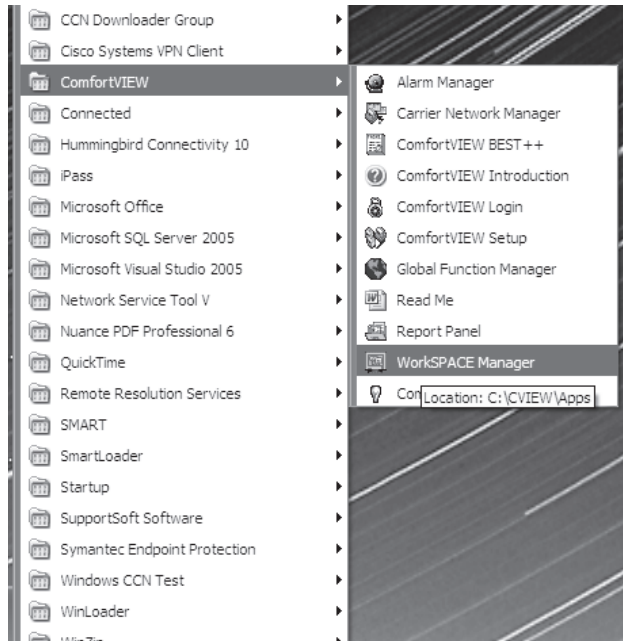 CCN Downloader Group
Cisco Systems VPN Client
ComfortVIEW
Connected
Hummingbird Connectivity 10
iPass
Microsoft Office
Microsoft SQL Server 2005
Microsoft Visual Studio 2005
Network Service Tool V
Nuance PDF Professional 6
QuickTime
Remote Resolution Services
SMART
SmartLoader
Startup
SupportSoft Software
Symantec Endpoint Protection
Windows CCN Test
WinLoader
WinZip
Alarm Manager
Carrier Network Manager
ComfortVIEW BEST++
ComfortVIEW Introduction
ComfortVIEW Login
ComfortVIEW Setup
Global Function Manager
Read Me
Report Panel
WorkSPACE Manager
Location: C:\CVIEW\Apps